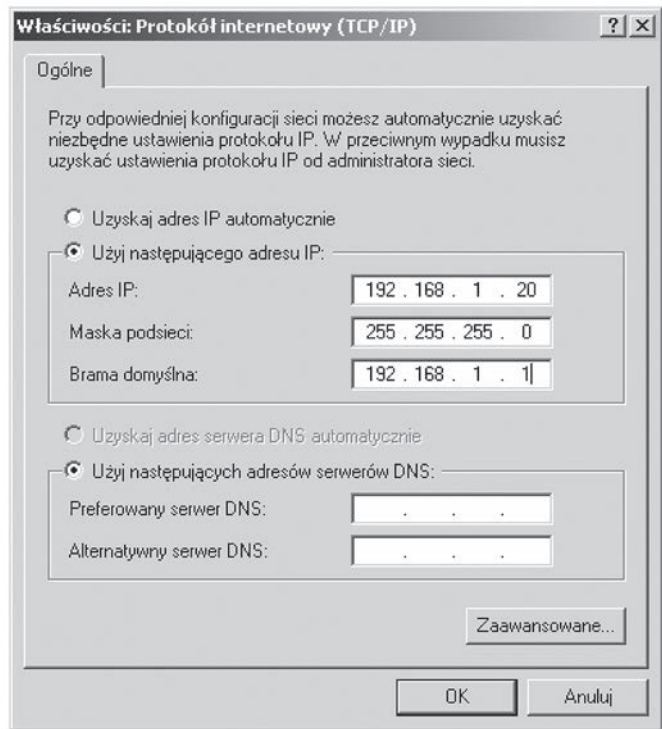 Właściwości: Protokół internetowy (TCP/IP)
Ogólne
Przy odpowiedniej konfiguracji sieci możesz automatycznie uzyskać
niezbędne ustawienia protokołu IP. W przeciwnym wypadku musisz
uzyskać ustawienia protokołu IP od administratora sieci.
Uzyskaj adres IP automatycznie
Użyj następującego adresu IP:
Adres IP: 192 . 168 . 1 . 20
Maska podsieci: 255 . 255 . 255 . 0
Brama domyślna: 192 . 168 . 1 . 1
Uzyskaj adres serwera DNS automatycznie
Użyj następujących adresów serwerów DNS:
Preferowany serwer DNS: . . .
Alternatywny serwer DNS: . . .
Zaawansowane...
OK Anuluj